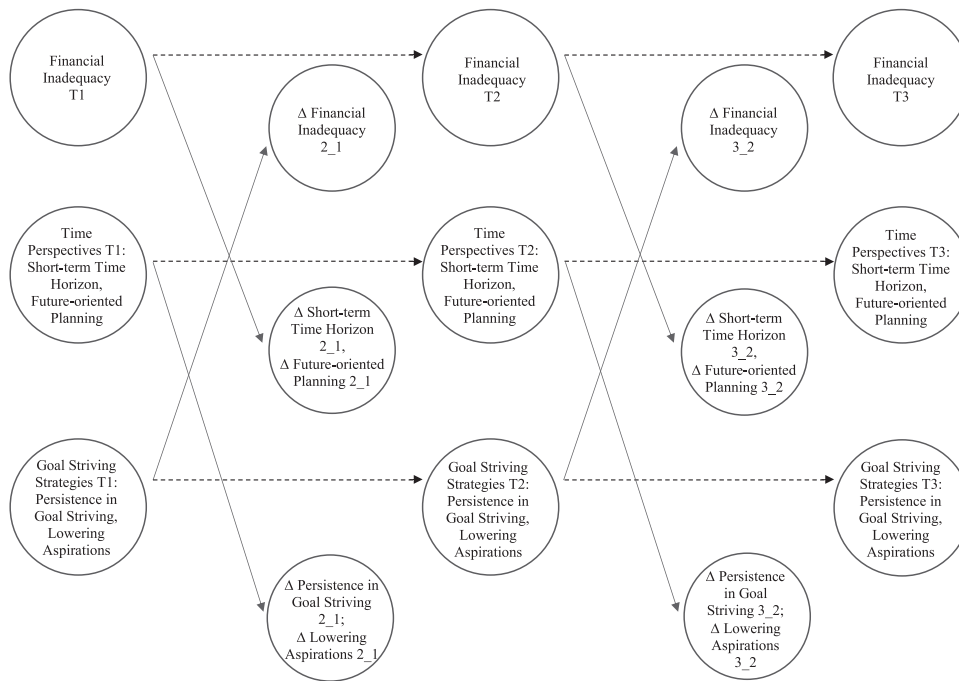 Financial
Inadequacy
T1
Financial
Inadequacy
T2
Financial
Inadequacy
T3
Δ Financial
Inadequacy
2_1
Δ Financial
Inadequacy
3_2
Time
Perspectives T1:
Short-term Time
Horizon,
Future-oriented
Planning
Time
Perspectives T2:
Short-term Time
Horizon,
Future-oriented
Planning
Time
Perspectives T3:
Short-term Time
Horizon,
Future-oriented
Planning
Δ Short-term
Time Horizon
2_1,
Δ Future-oriented
Planning 2_1
Δ Short-term
Time Horizon
3_2,
Δ Future-oriented
Planning 3_2
Goal Striving
Strategies T1:
Persistence in
Goal Striving,
Lowering
Aspirations
Goal Striving
Strategies T2:
Persistence in
Goal Striving,
Lowering
Aspirations
Goal Striving
Strategies T3:
Persistence in
Goal Striving,
Lowering
Aspirations
Δ Persistence in
Goal Striving
2_1;
Δ Lowering
Aspirations 2_1
Δ Persistence
in Goal
Striving 3_2;
Δ Lowering
Aspirations
3_2